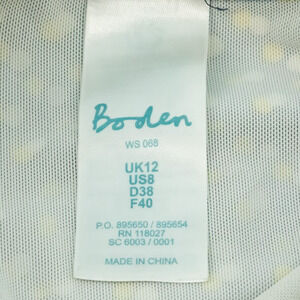 Boden
WS 068
UK12
US8
D38
F40
P.O. 895650 / 895654
RN 118027
SC 6003 / 0001
MADE IN CHINA